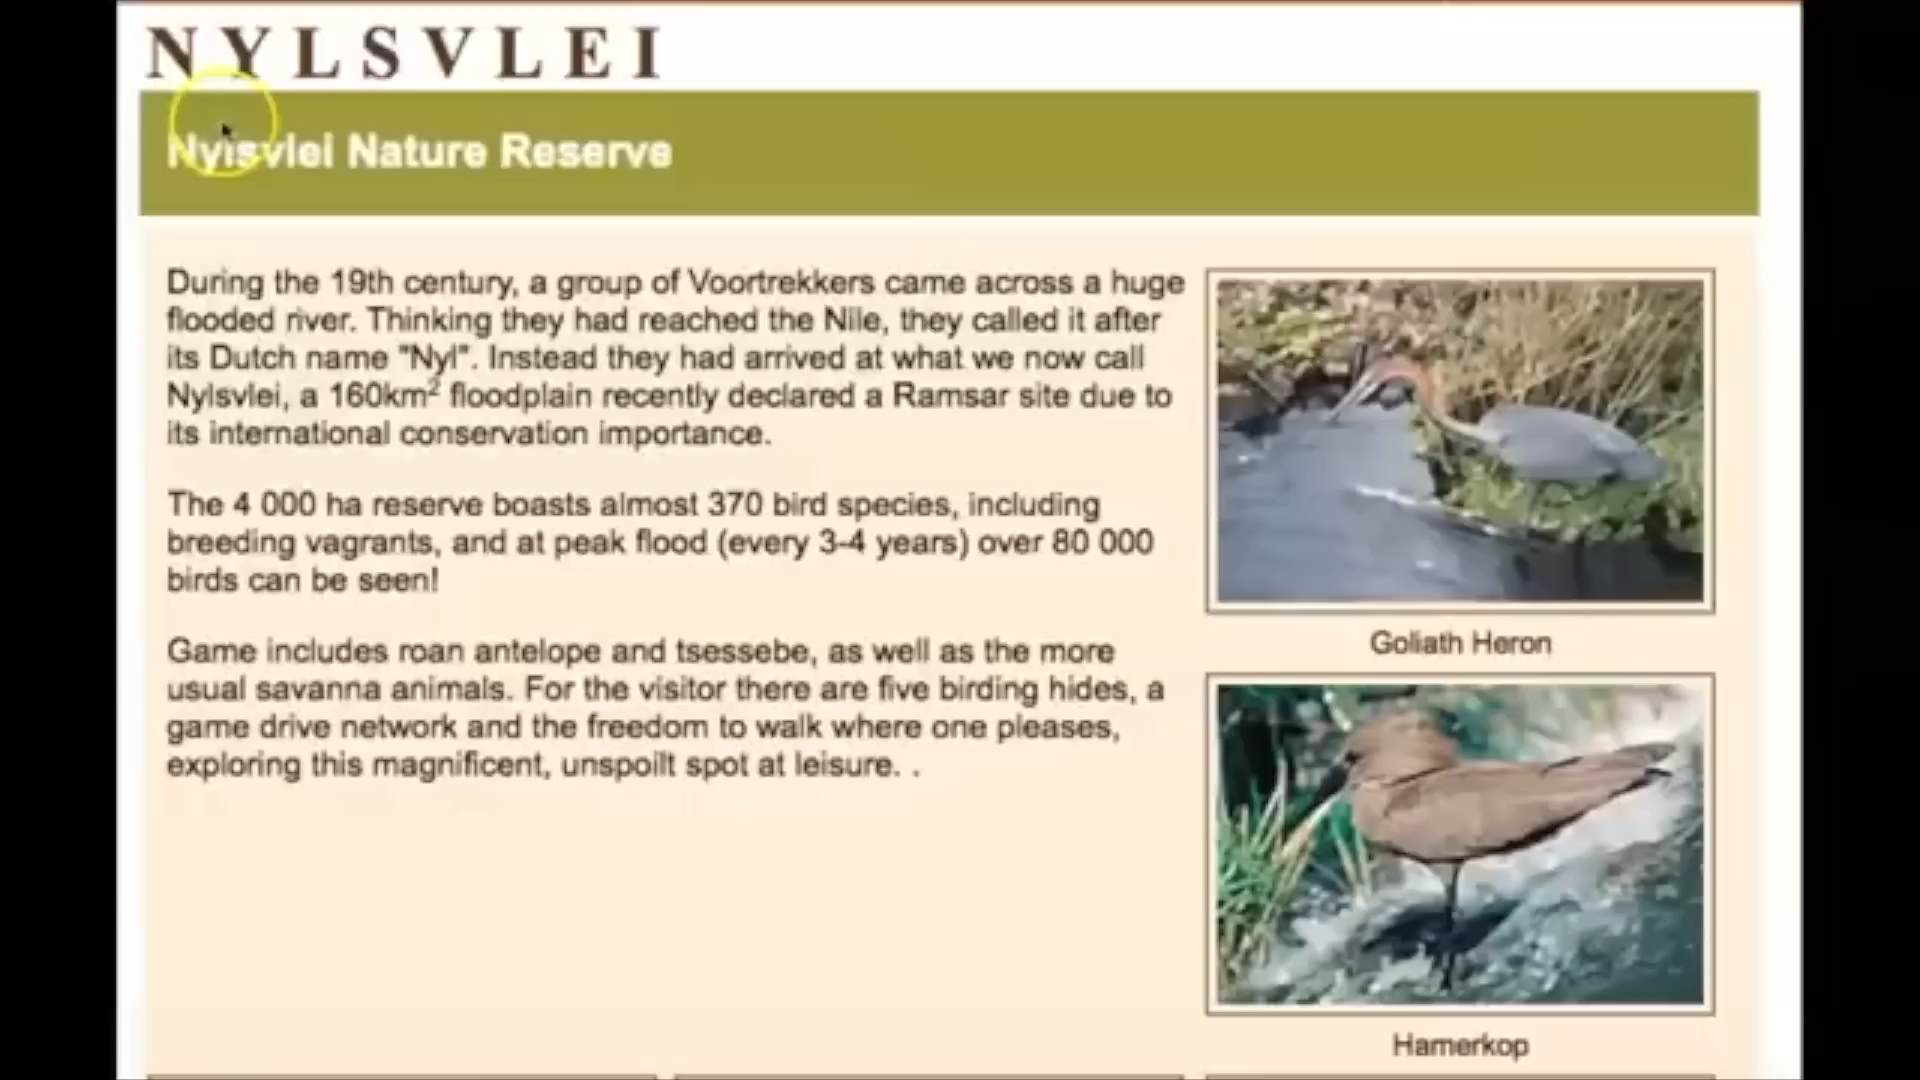 NYLSVLEI
Nylsvlei Nature Reserve
During the 19th century, a group of Voortrekkers came across a huge
flooded river. Thinking they had reached the Nile, they called it after
its Dutch name "Nyl". Instead they had arrived at what we now call
Nylsvlei, a 160km² floodplain recently declared a Ramsar site due to
its international conservation importance.
The 4 000 ha reserve boasts almost 370 bird species, including
breeding vagrants, and at peak flood (every 3-4 years) over 80 000
birds can be seen!
Game includes roan antelope and tsessebe, as well as the more
usual savanna animals. For the visitor there are five birding hides, a
game drive network and the freedom to walk where one pleases,
exploring this magnificent, unspoilt spot at leisure. .
Goliath Heron
Hamerkop